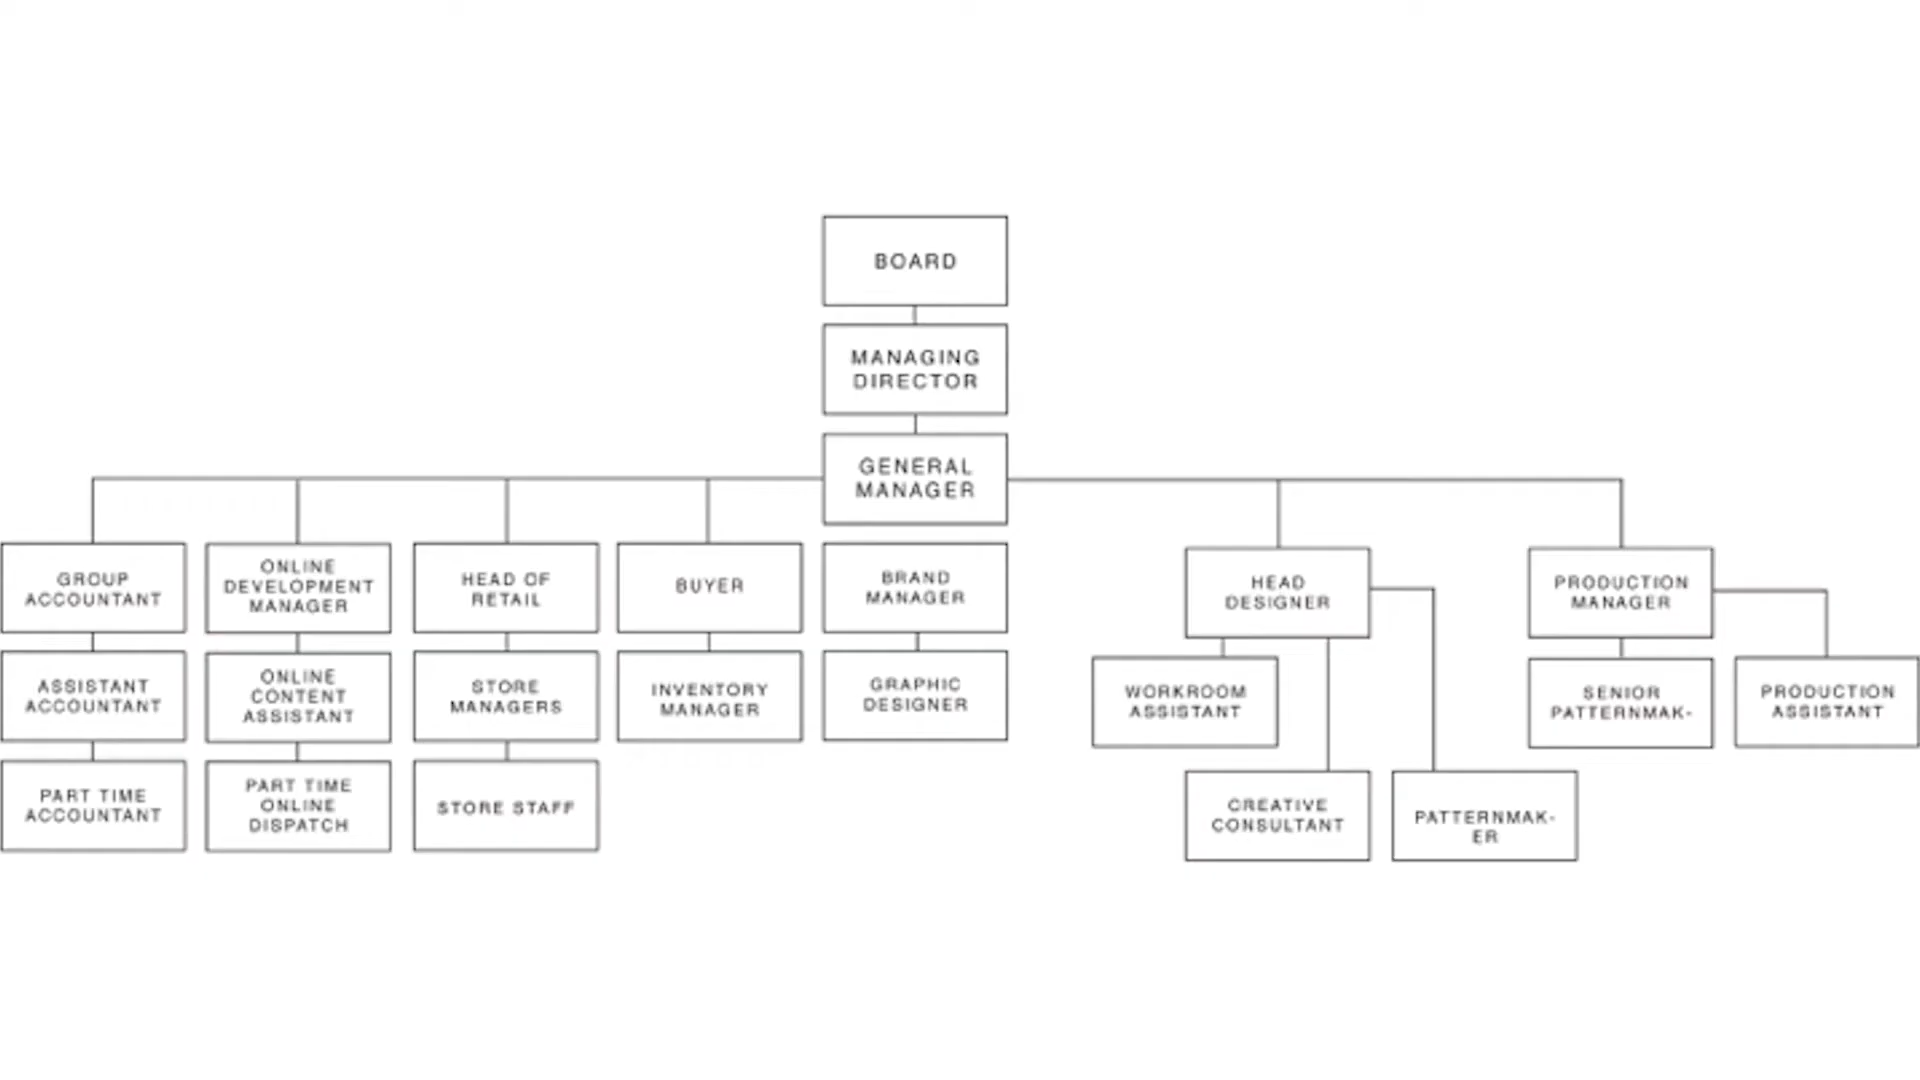 BOARD
MANAGING
DIRECTOR
GENERAL
MANAGER
GROUP
ACCOUNTANT
ONLINE
DEVELOPMENT
MANAGER
HEAD OF
RETAIL
BUYER
BRAND
MANAGER
HEAD
DESIGNER
PRODUCTION
MANAGER
ASSISTANT
ACCOUNTANT
ONLINE
CONTENT
ASSISTANT
STORE
MANAGERS
INVENTORY
MANAGER
GRAPHIC
DESIGNER
WORKROOM
ASSISTANT
SENIOR
PATTERNMAK-
PRODUCTION
ASSISTANT
PART TIME
ACCOUNTANT
PART TIME
ONLINE
DISPATCH
STORE STAFF
CREATIVE
CONSULTANT
PATTERNMAK-
ER